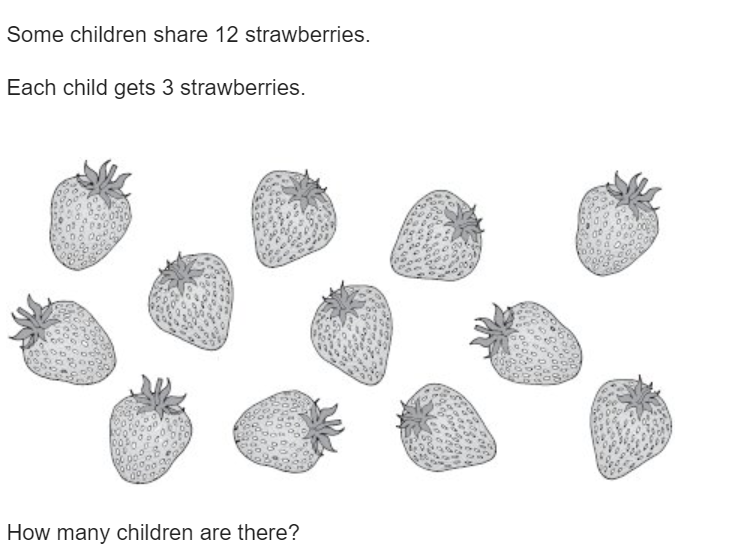 Some children share 12 strawberries.
Each child gets 3 strawberries.
How many children are there?